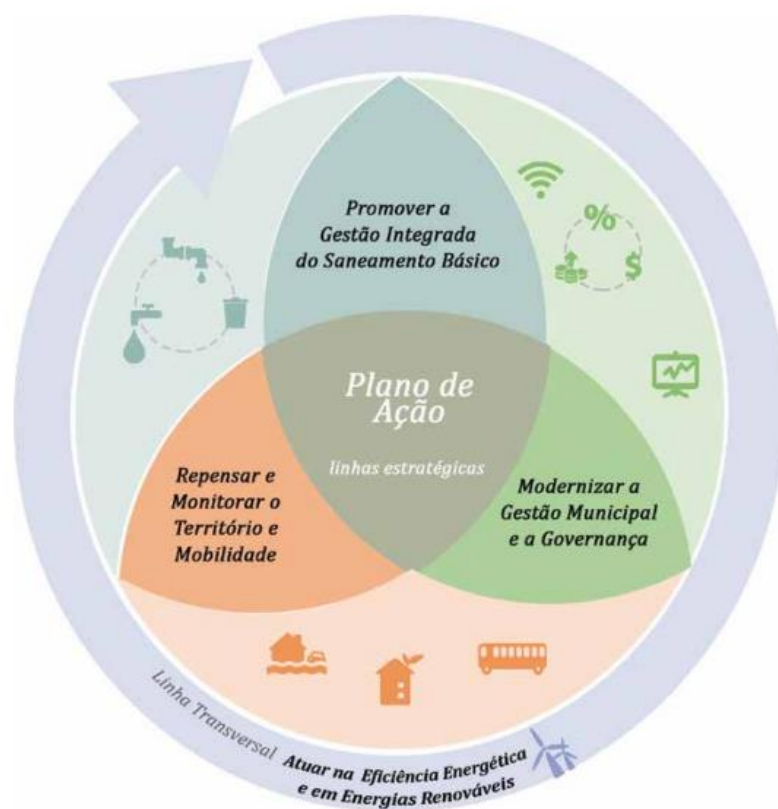 Promover a
Gestão Integrada
do Saneamento Básico
%
$
Plano de
Ação
linhas estratégicas
Repensar e
Monitorar o
Território e
Mobilidade
Modernizar a
Gestão Municipal
e a Governança
Linha Transversal
Atuar na Eficiência Energética
e em Energias Renováveis